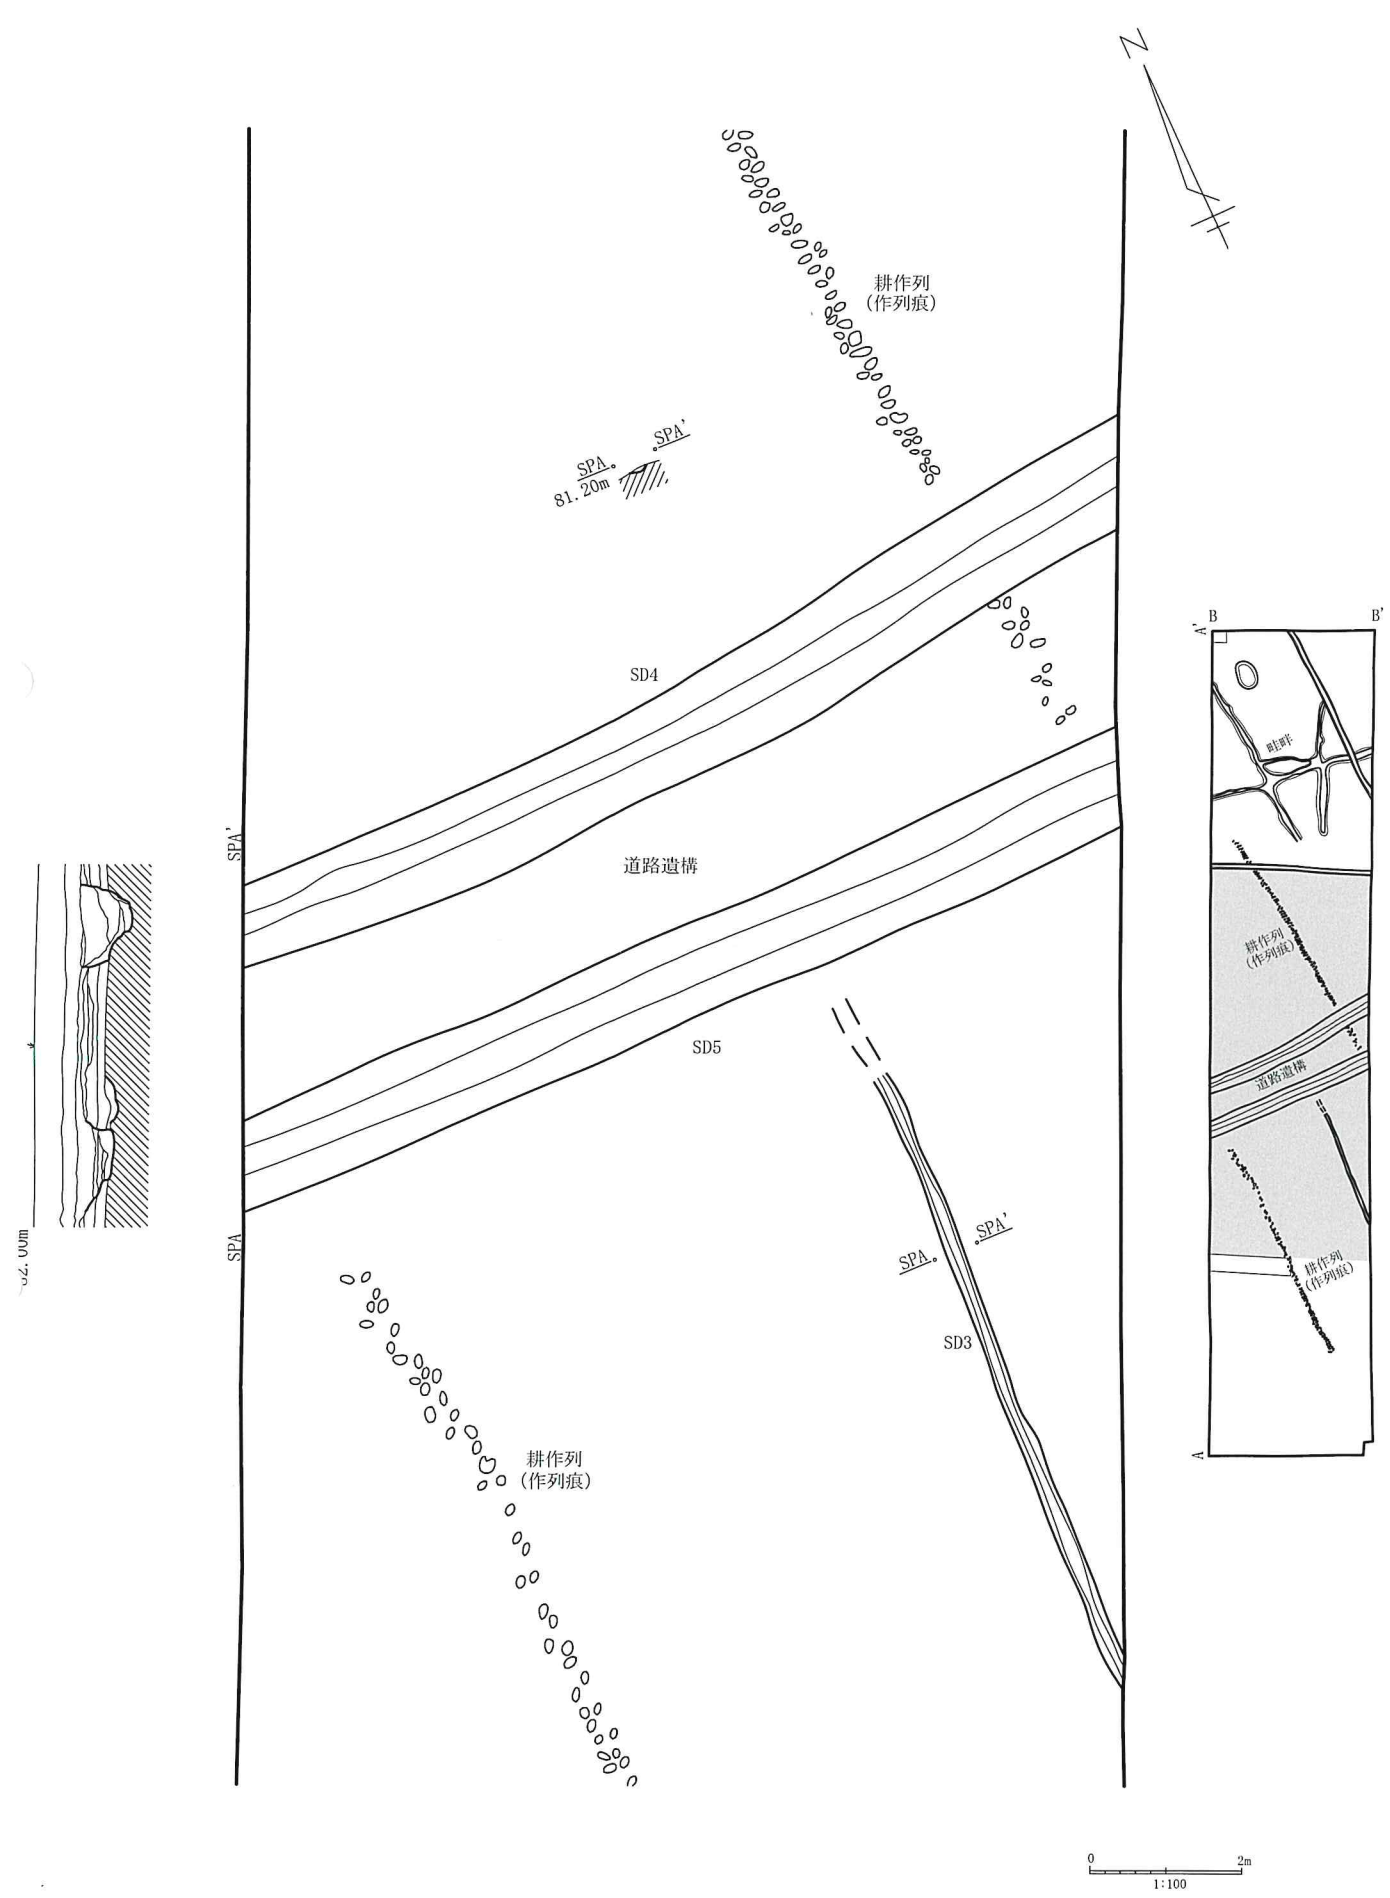 N
耕作列
(作列痕)
SPA'
SPA
81.20m
SD4
SPA'
道路遺構
SD5
SPA
SPA'
SPA
SD3
耕作列
(作列痕)
B
B'
A'
畦畔
耕作列
(作列痕)
道路遺構
耕作列
(作列痕)
A
0
2m
1:100